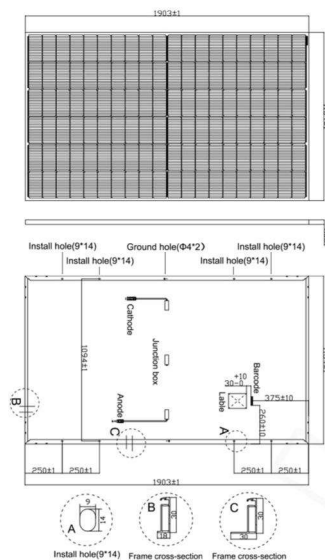 1903±1
Install hole(9*14)
Ground hole(Φ4*2)
Install hole(9*14)
Install hole(9*14)
Install hole(9*14)
Cathode
Junction box
Anode
1094±1
Barcode
+10
30-0
Lable
375±10
260±10
B
C
A
250±1
250±1
250±1
250±1
1903±1
9
14
A
B
30
18
C
30
30
Install hole(9*14)
Frame cross-section
Frame cross-section